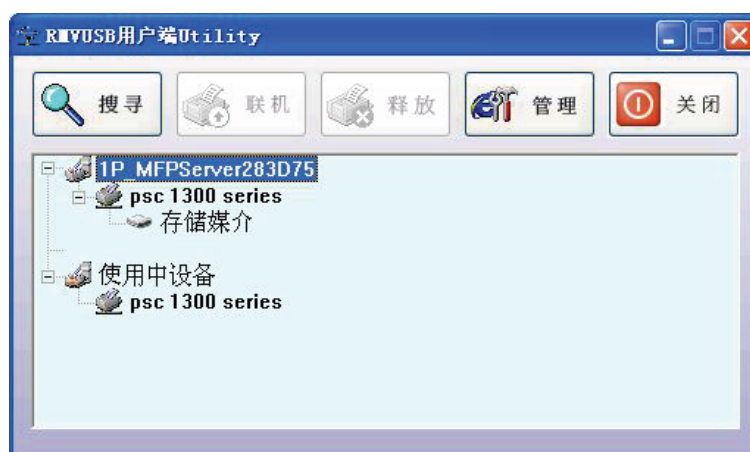 RMVUSB用户端Utility
搜寻 联机 释放 管理 关闭
1P_MFPServer283D75
psc 1300 series
存储媒介
使用中设备
psc 1300 series